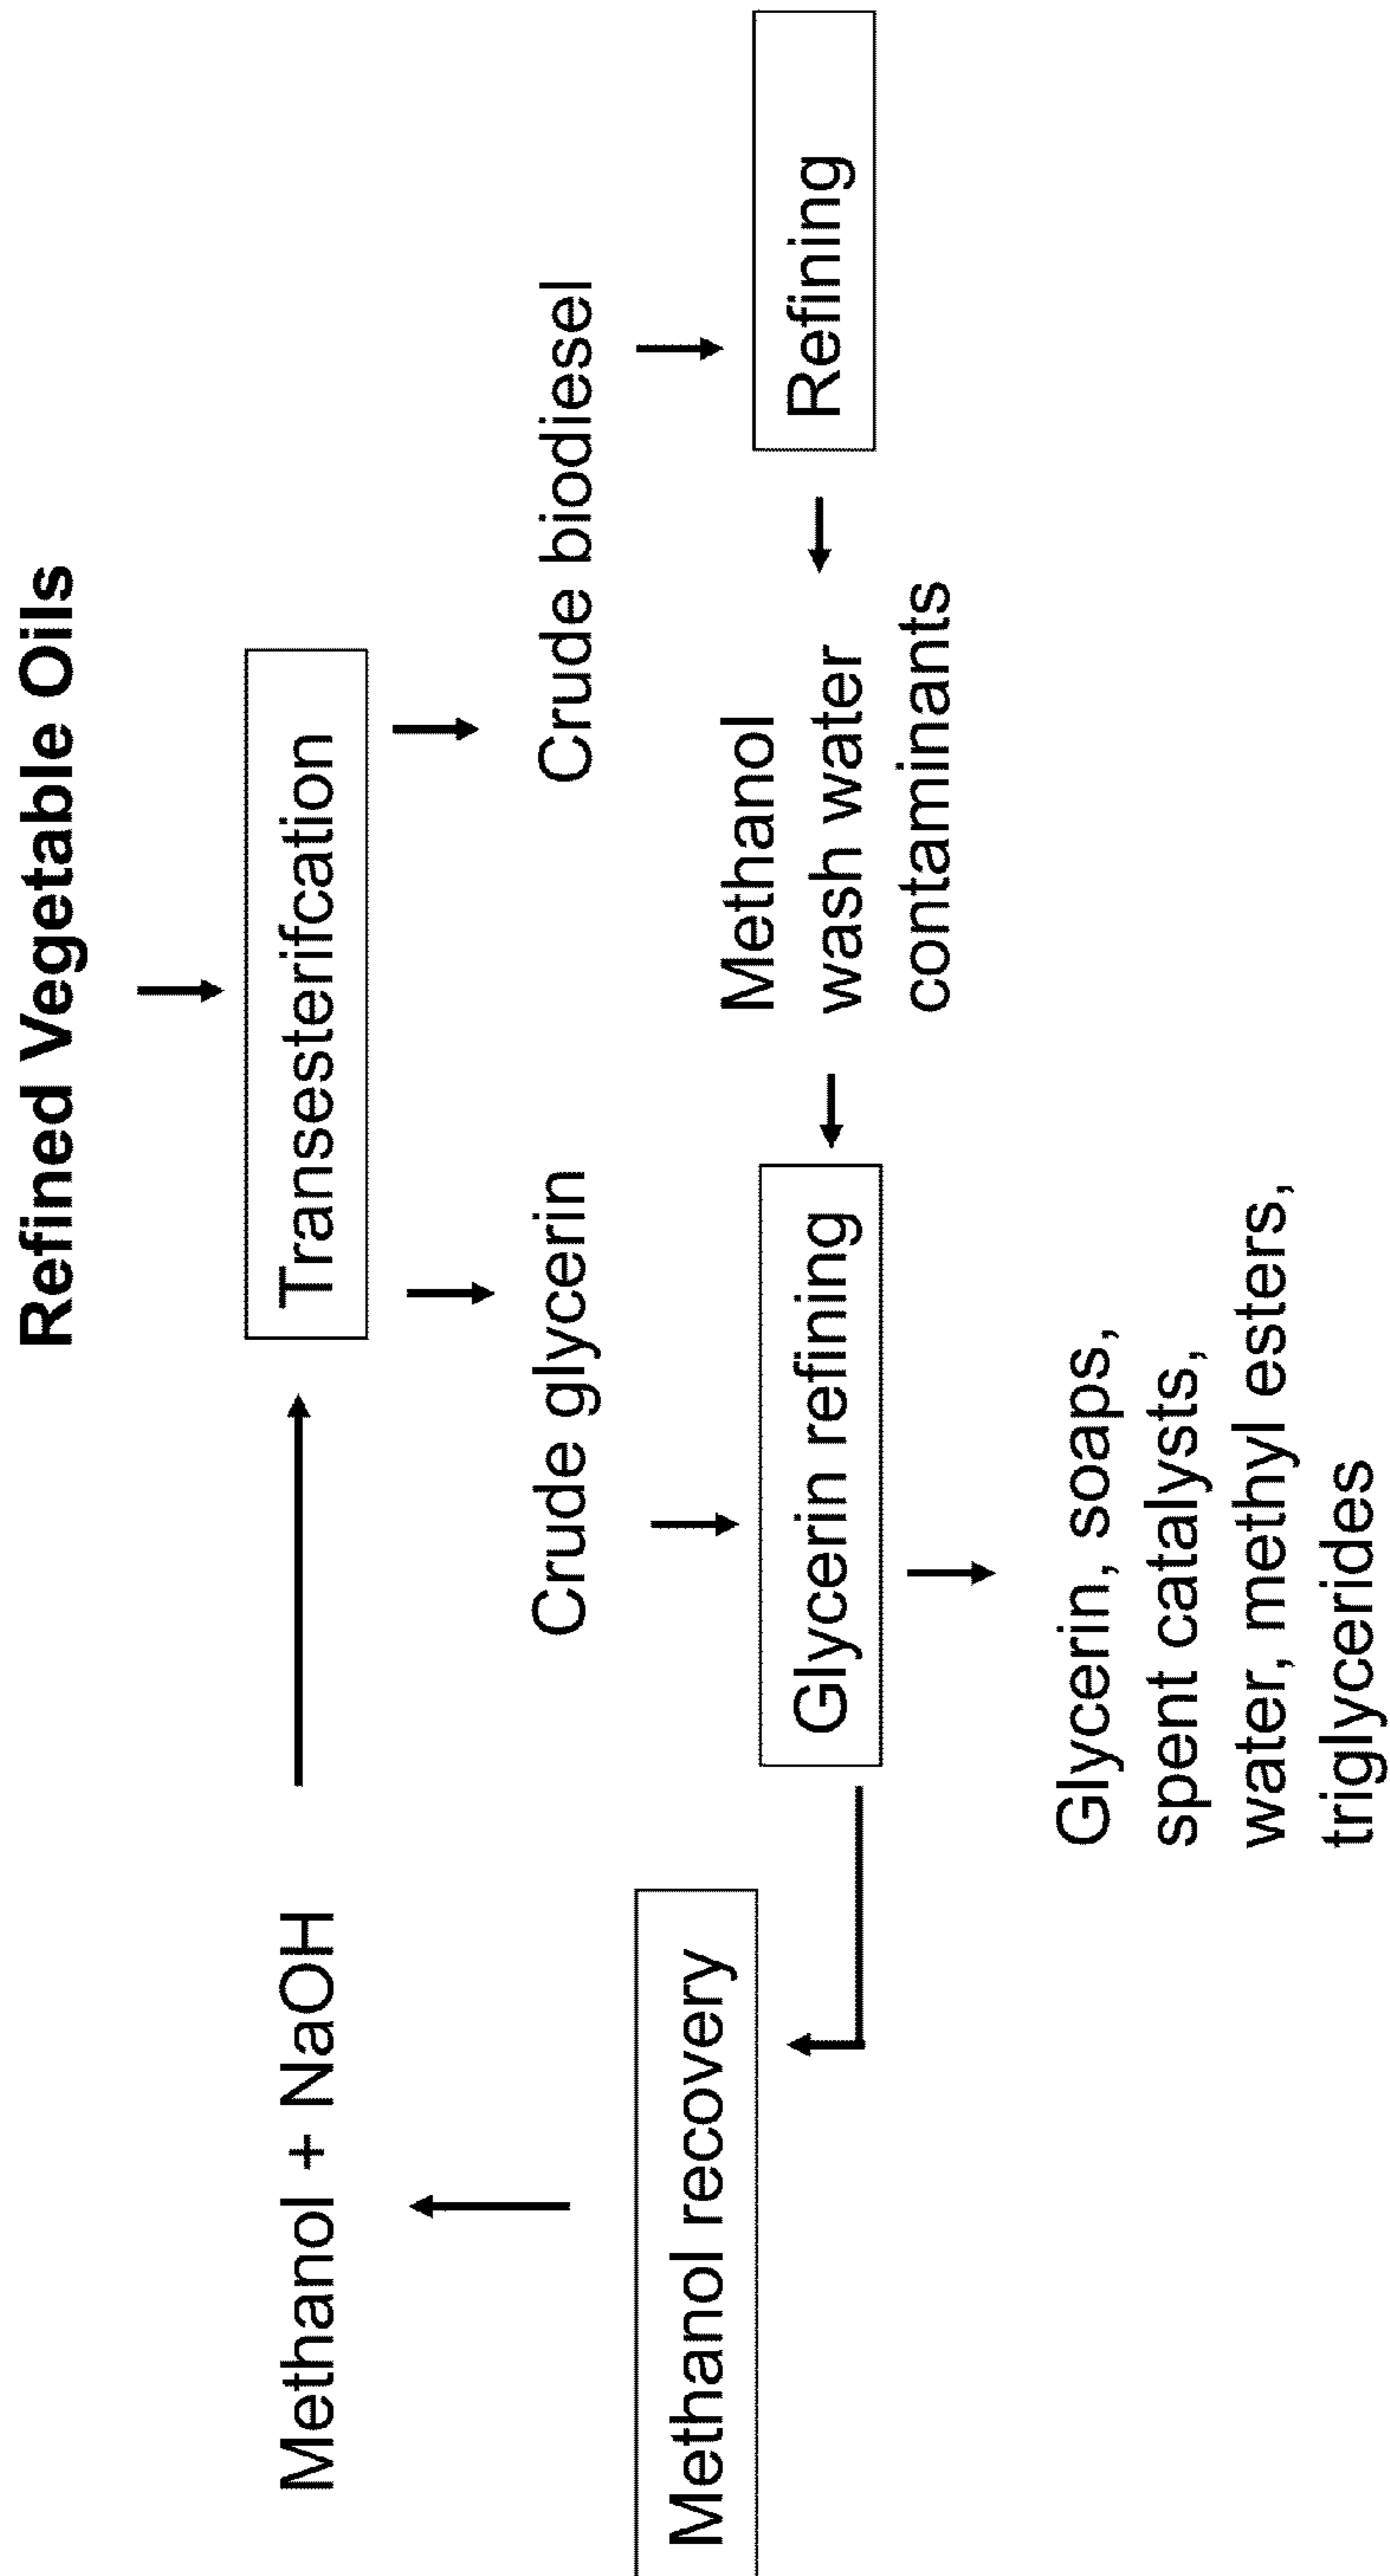 Refined Vegetable Oils
Methanol + NaOH
Transesterifcation
Crude glycerin
Crude biodiesel
Methanol recovery
Glycerin refining
Methanol
wash water
contaminants
Refining
Glycerin, soaps,
spent catalysts,
water, methyl esters,
triglycerides